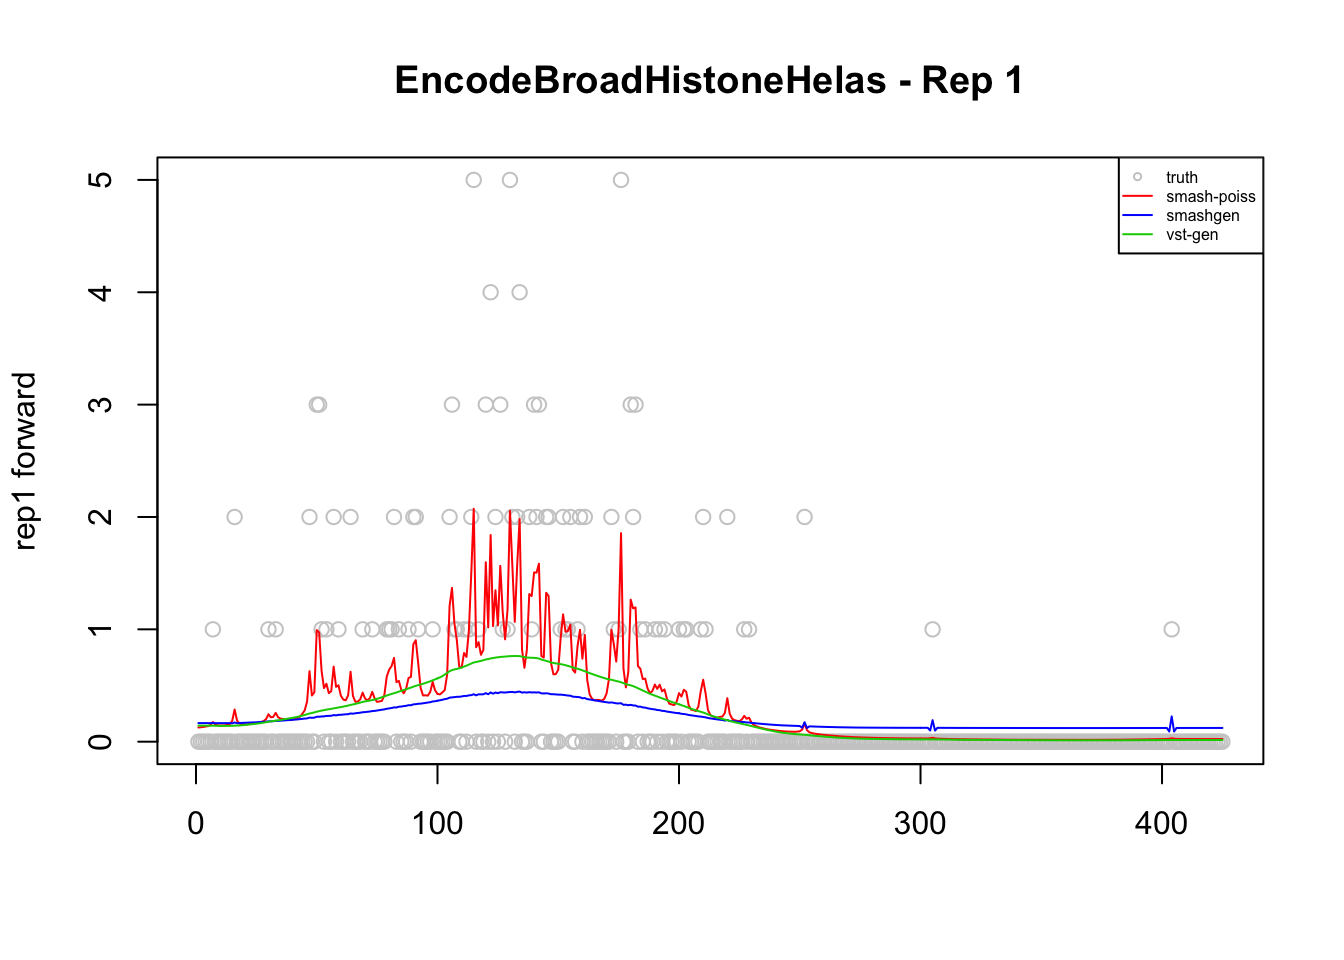 EncodeBroadHistoneHelas - Rep 1
5
4
3
2
1
0
rep1 forward
truth
smash-poiss
smashgen
vst-gen
0 100 200 300 400